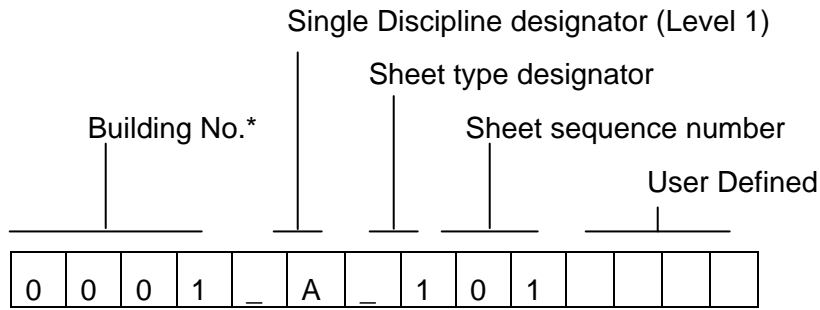 Single Discipline designator (Level 1)
Sheet type designator
Building No.* Sheet sequence number
User Defined
0 0 0 1 _ A _ 1 0 1